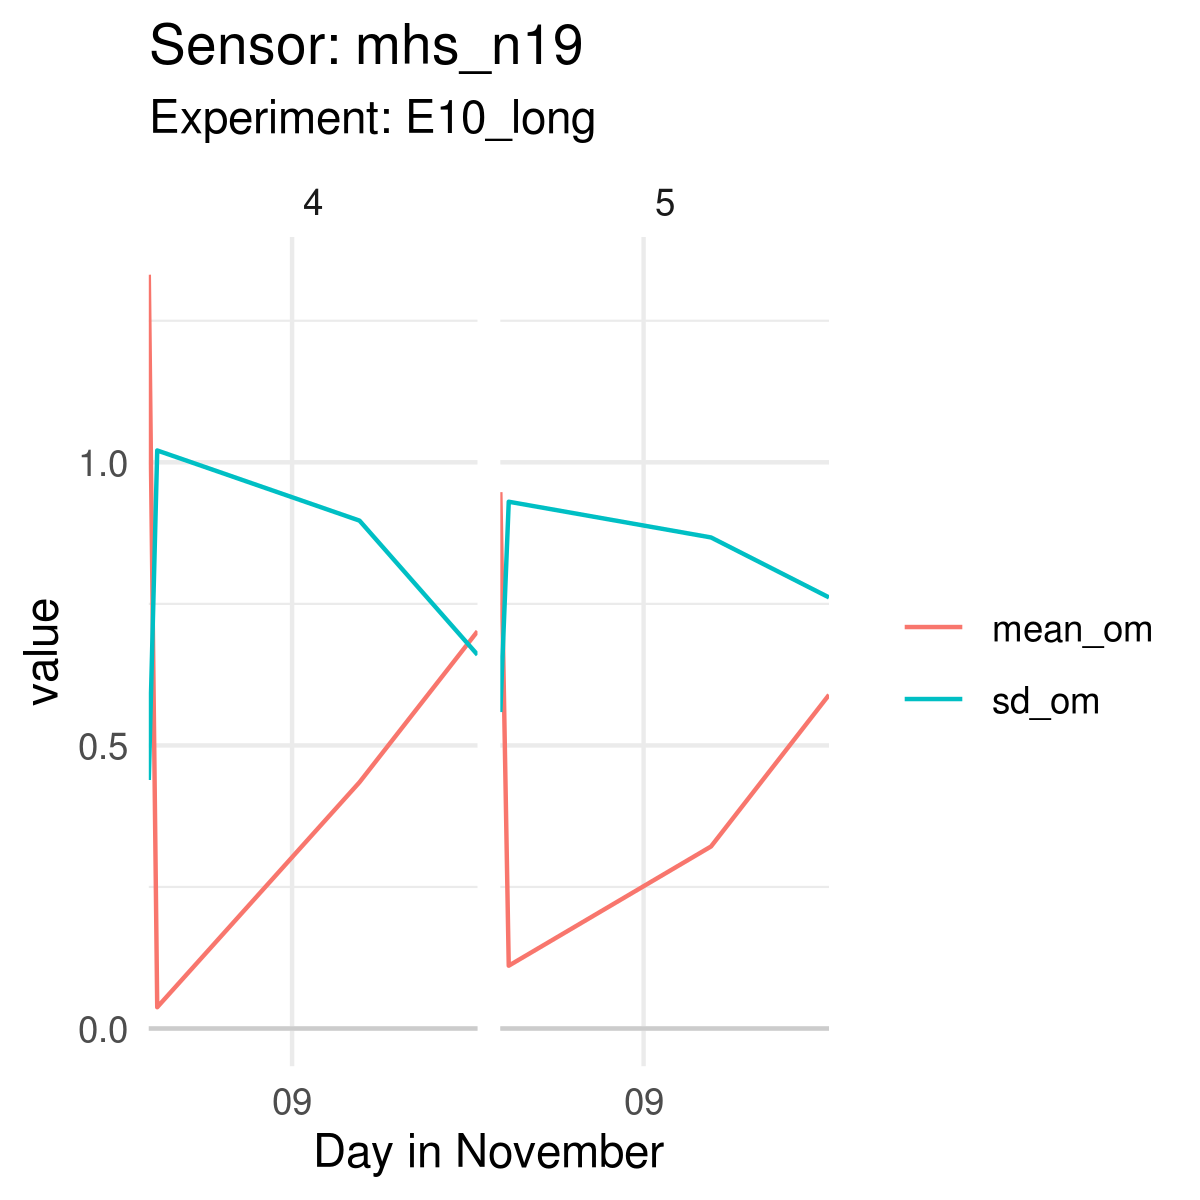 Sensor: mhs_n19
Experiment: E10_long
4 5
1.0
0.5
0.0
value
09 09
Day in November
mean_om
sd_om